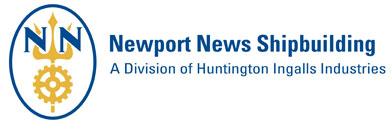 NN
Newport News Shipbuilding
A Division of Huntington Ingalls Industries